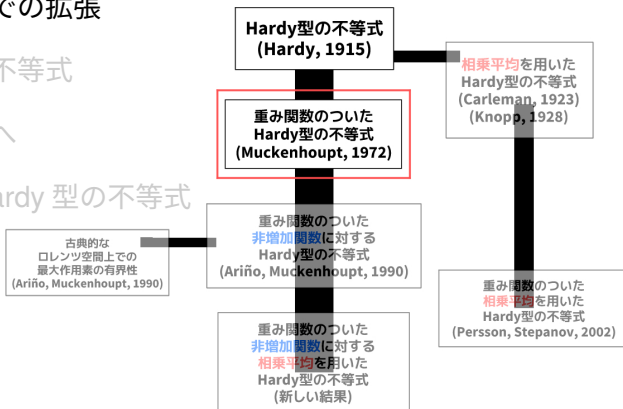 での拡張
不等式
へ
ardy 型の不等式
Hardy型の不等式
(Hardy, 1915)
相乗平均を用いた
Hardy型の不等式
(Carleman, 1923)
(Knopp, 1928)
重み関数のついた
Hardy型の不等式
(Muckenhoupt, 1972)
重み関数のついた
非増加関数に対する
Hardy型の不等式
(Ariño, Muckenhoupt, 1990)
古典的な
ロレンツ空間上での
最大作用素の有界性
(Ariño, Muckenhoupt, 1990)
重み関数のついた
相乗平均を用いた
Hardy型の不等式
(Persson, Stepanov, 2002)
重み関数のついた
非増加関数に対する
相乗平均を用いた
Hardy型の不等式
(新しい結果)